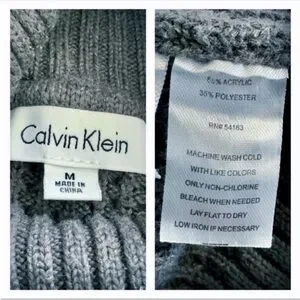 Calvin Klein
M
MADE IN
CHINA
ACRYLIC
35% POLYESTER
RN# 54163
MACHINE WASH COLD
WITH LIKE COLORS
ONLY NON-CHLORINE
BLEACH WHEN NEEDED
LAY FLAT TO DRY
LOW IRON IF NECESSARY